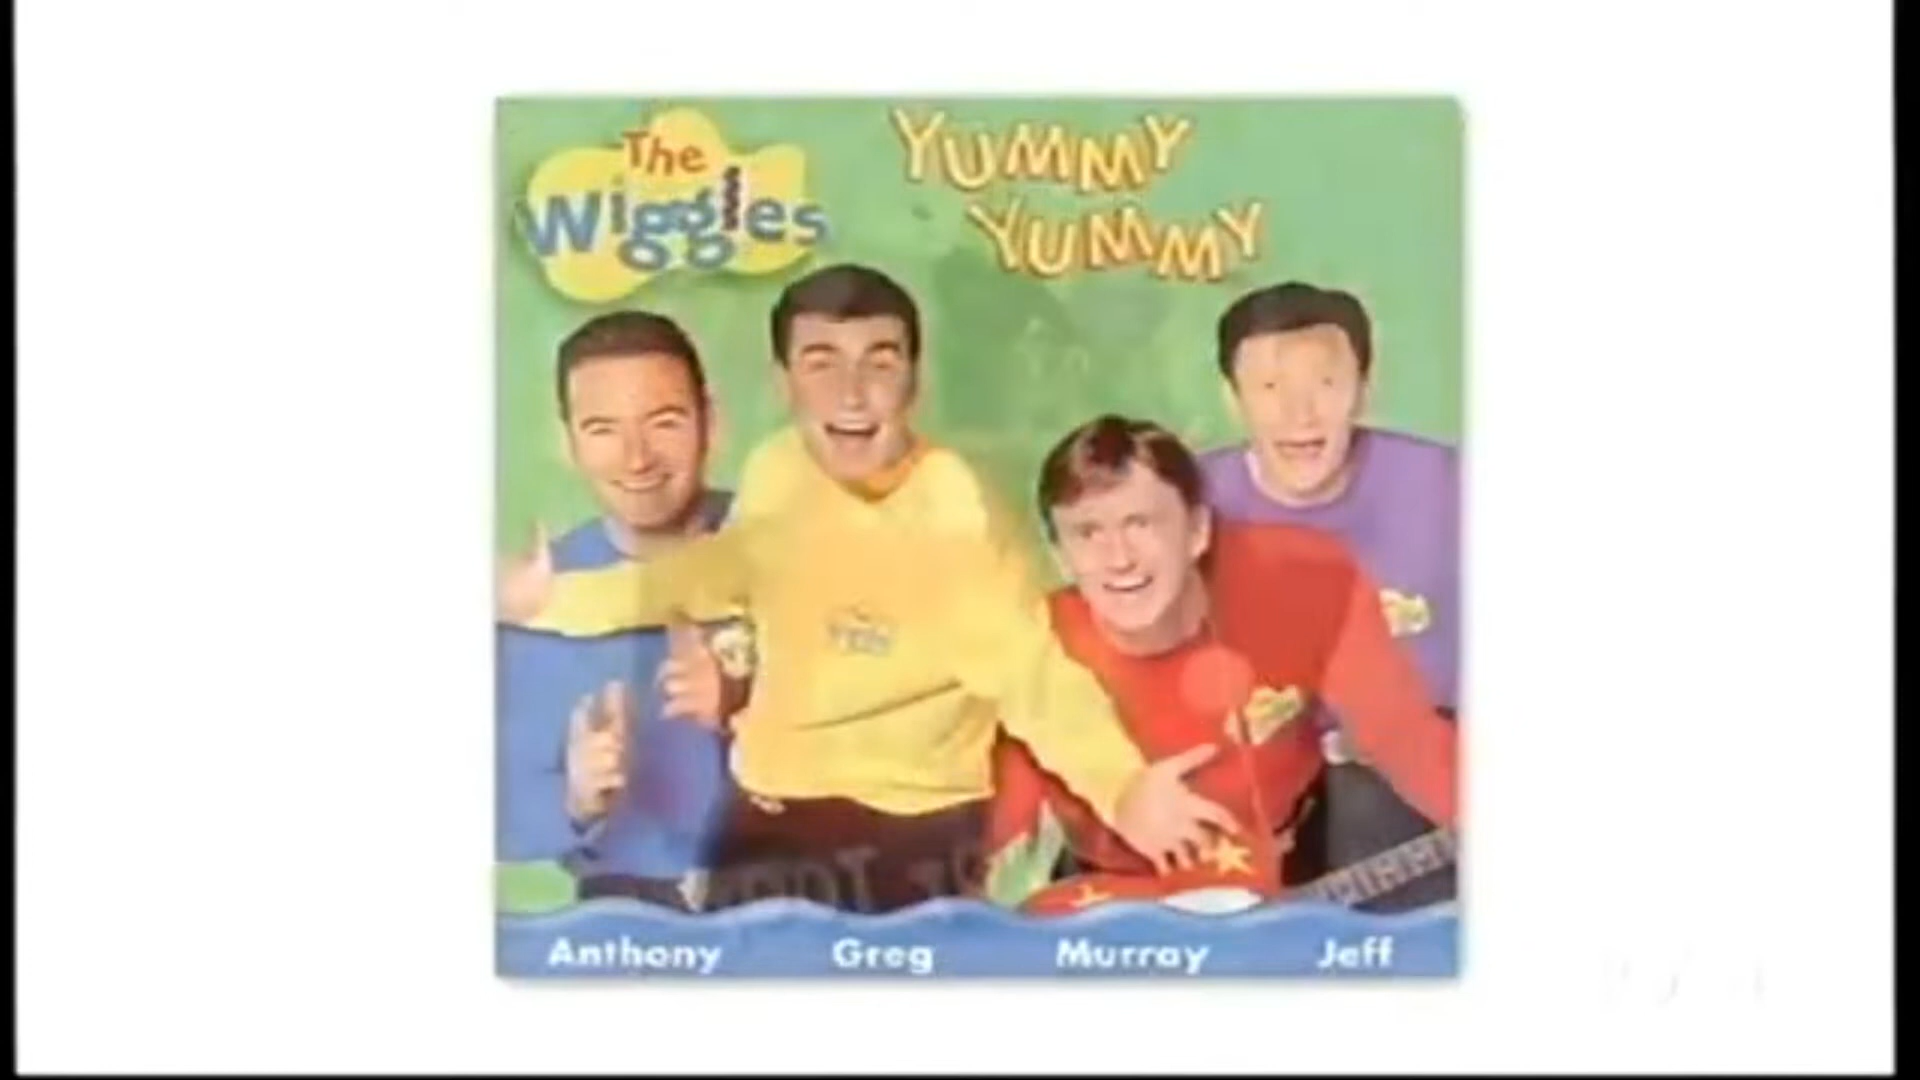 The
Wiggles
YUMMY
YUMMY
Anthony Greg Murray Jeff